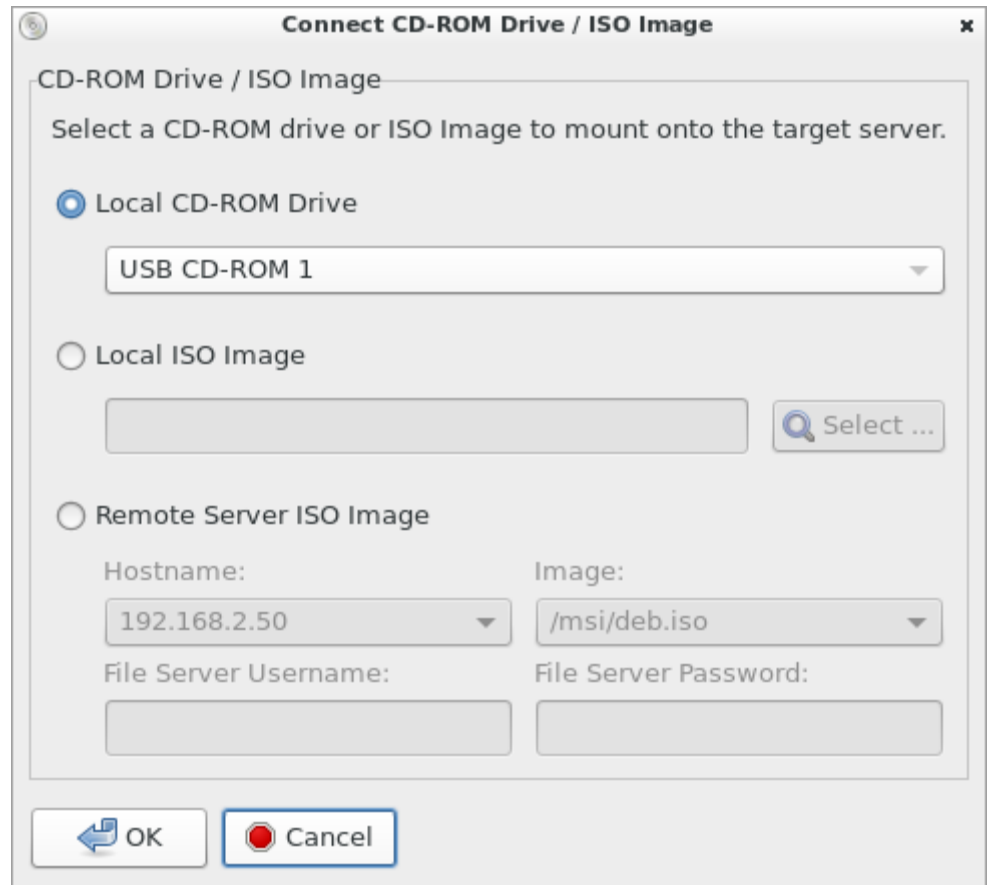 Connect CD-ROM Drive / ISO Image
CD-ROM Drive / ISO Image
Select a CD-ROM drive or ISO Image to mount onto the target server.
Local CD-ROM Drive
USB CD-ROM 1
Local ISO Image
Select ...
Remote Server ISO Image
Hostname: Image:
192.168.2.50 /msi/deb.iso
File Server Username: File Server Password:
OK Cancel